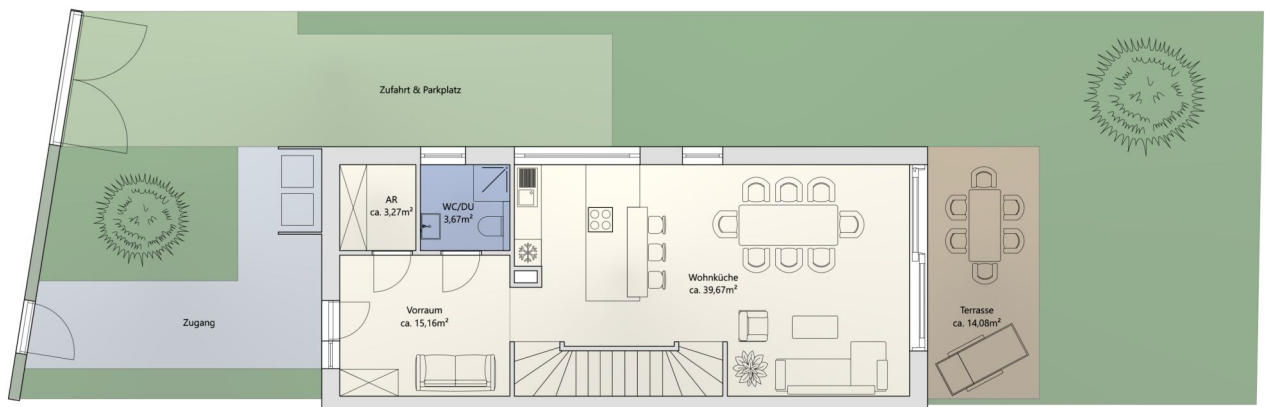 Zufahrt & Parkplatz
AR
ca. 3,27m²
WC/DU
3,67m²
Wohnküche
ca. 39,67m²
Vorraum
ca. 15,16m²
Terrasse
ca. 14,08m²
Zugang